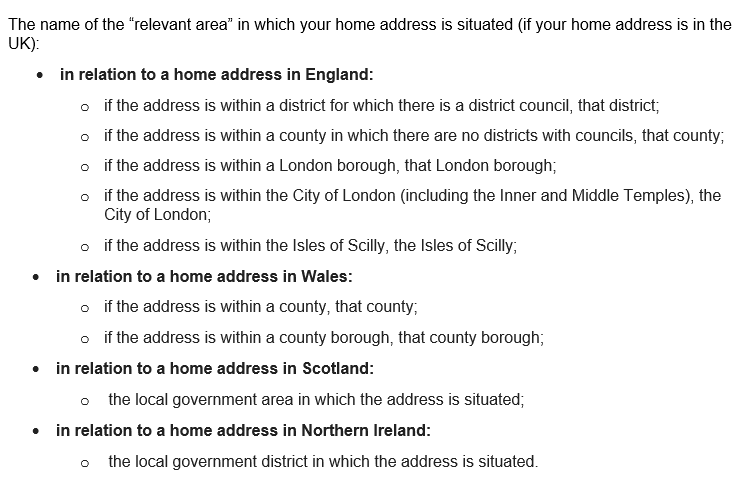 The name of the “relevant area” in which your home address is situated (if your home address is in the
UK):
• in relation to a home address in England:
o if the address is within a district for which there is a district council, that district;
o if the address is within a county in which there are no districts with councils, that county;
o if the address is within a London borough, that London borough;
o if the address is within the City of London (including the Inner and Middle Temples), the
City of London;
o if the address is within the Isles of Scilly, the Isles of Scilly;
• in relation to a home address in Wales:
o if the address is within a county, that county;
o if the address is within a county borough, that county borough;
• in relation to a home address in Scotland:
o the local government area in which the address is situated;
• in relation to a home address in Northern Ireland:
o the local government district in which the address is situated.